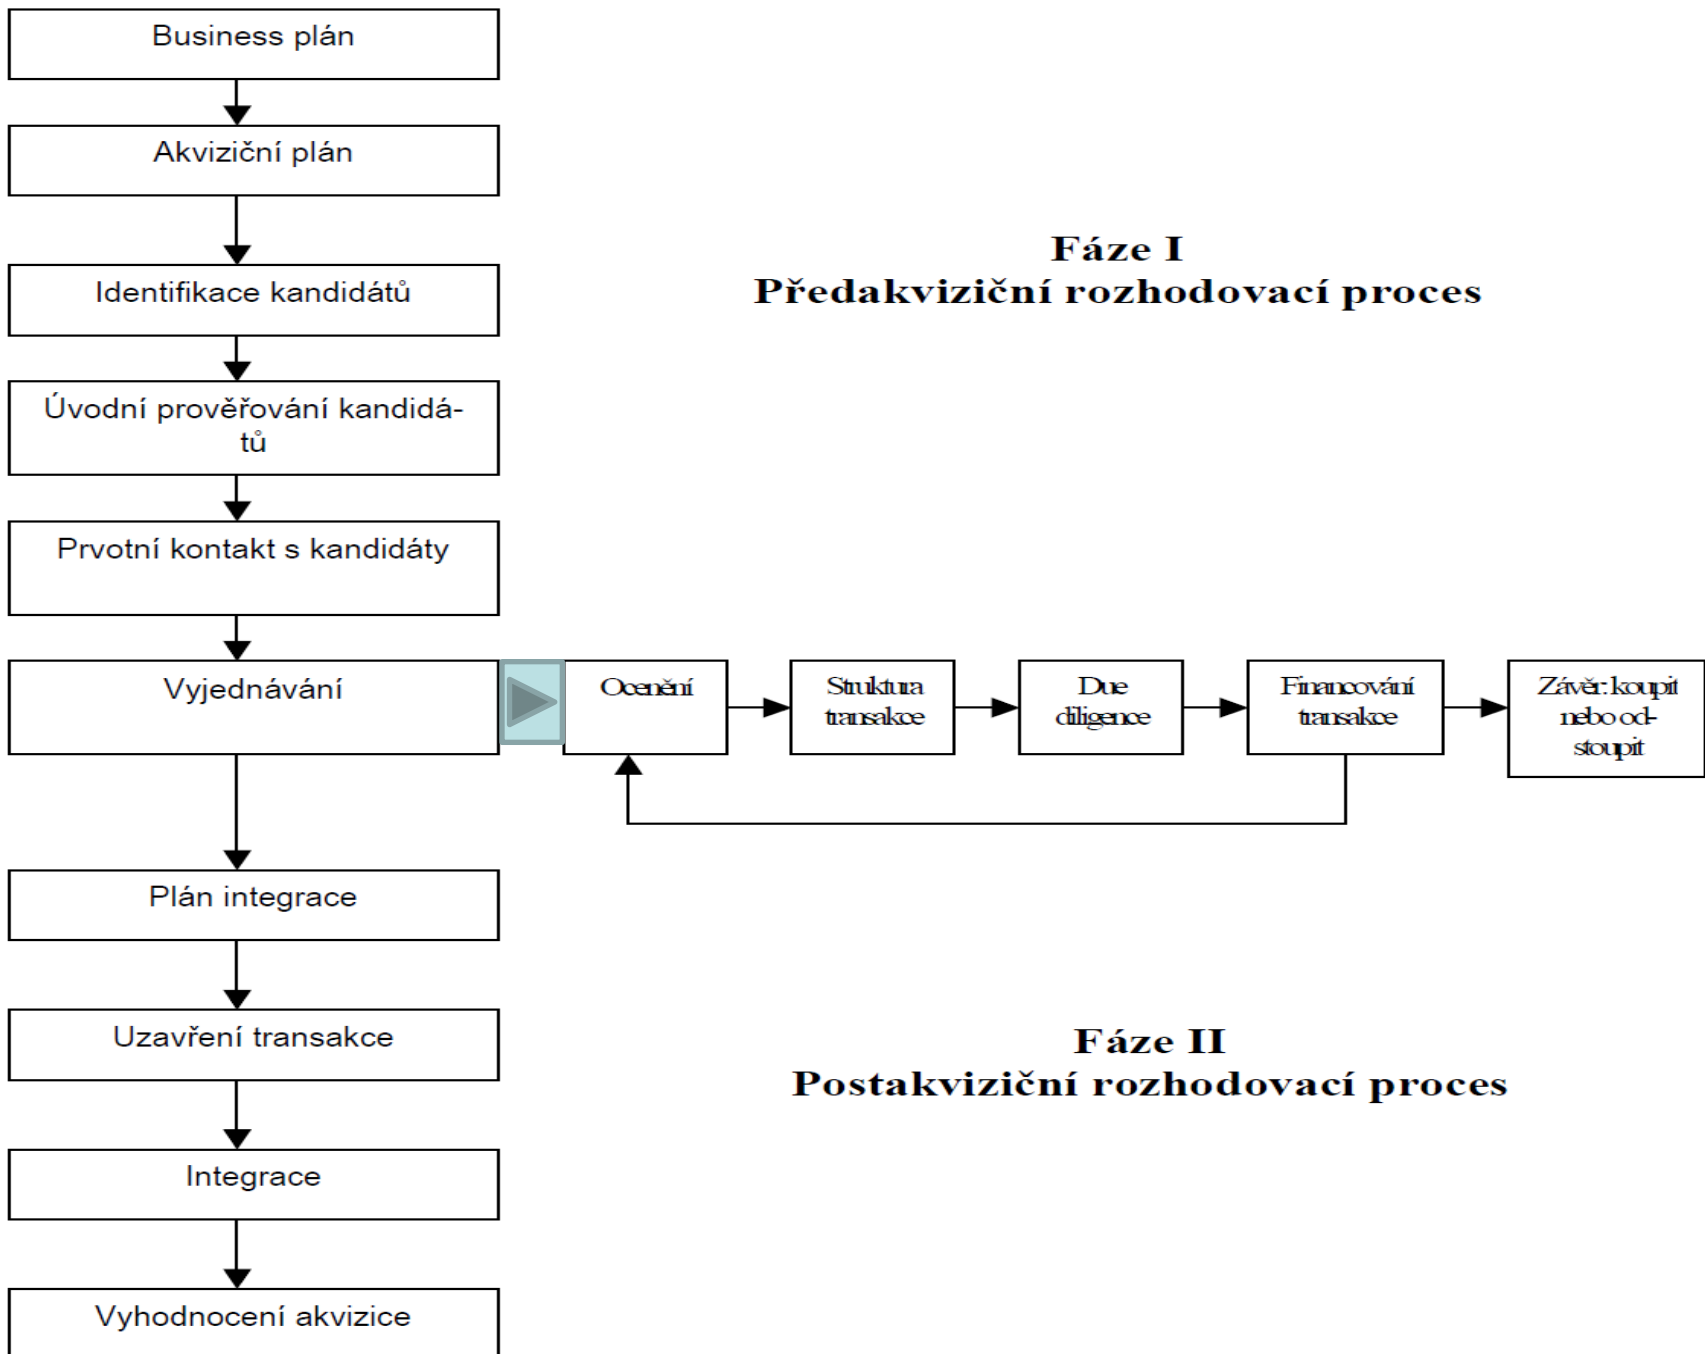 Business plán
Akviziční plán
Fáze I
Předakviziční rozhodovací proces
Identifikace kandidátů
Úvodní prověřování kandidá-
tů
Prvotní kontakt s kandidáty
Vyjednávání
Ocenění
Struktura
transakce
Due
diligence
Financování
transakce
Závěr: koupit
nebo od-
stoupit
Plán integrace
Uzavření transakce
Fáze II
Postakviziční rozhodovací proces
Integrace
Vyhodnocení akvizice